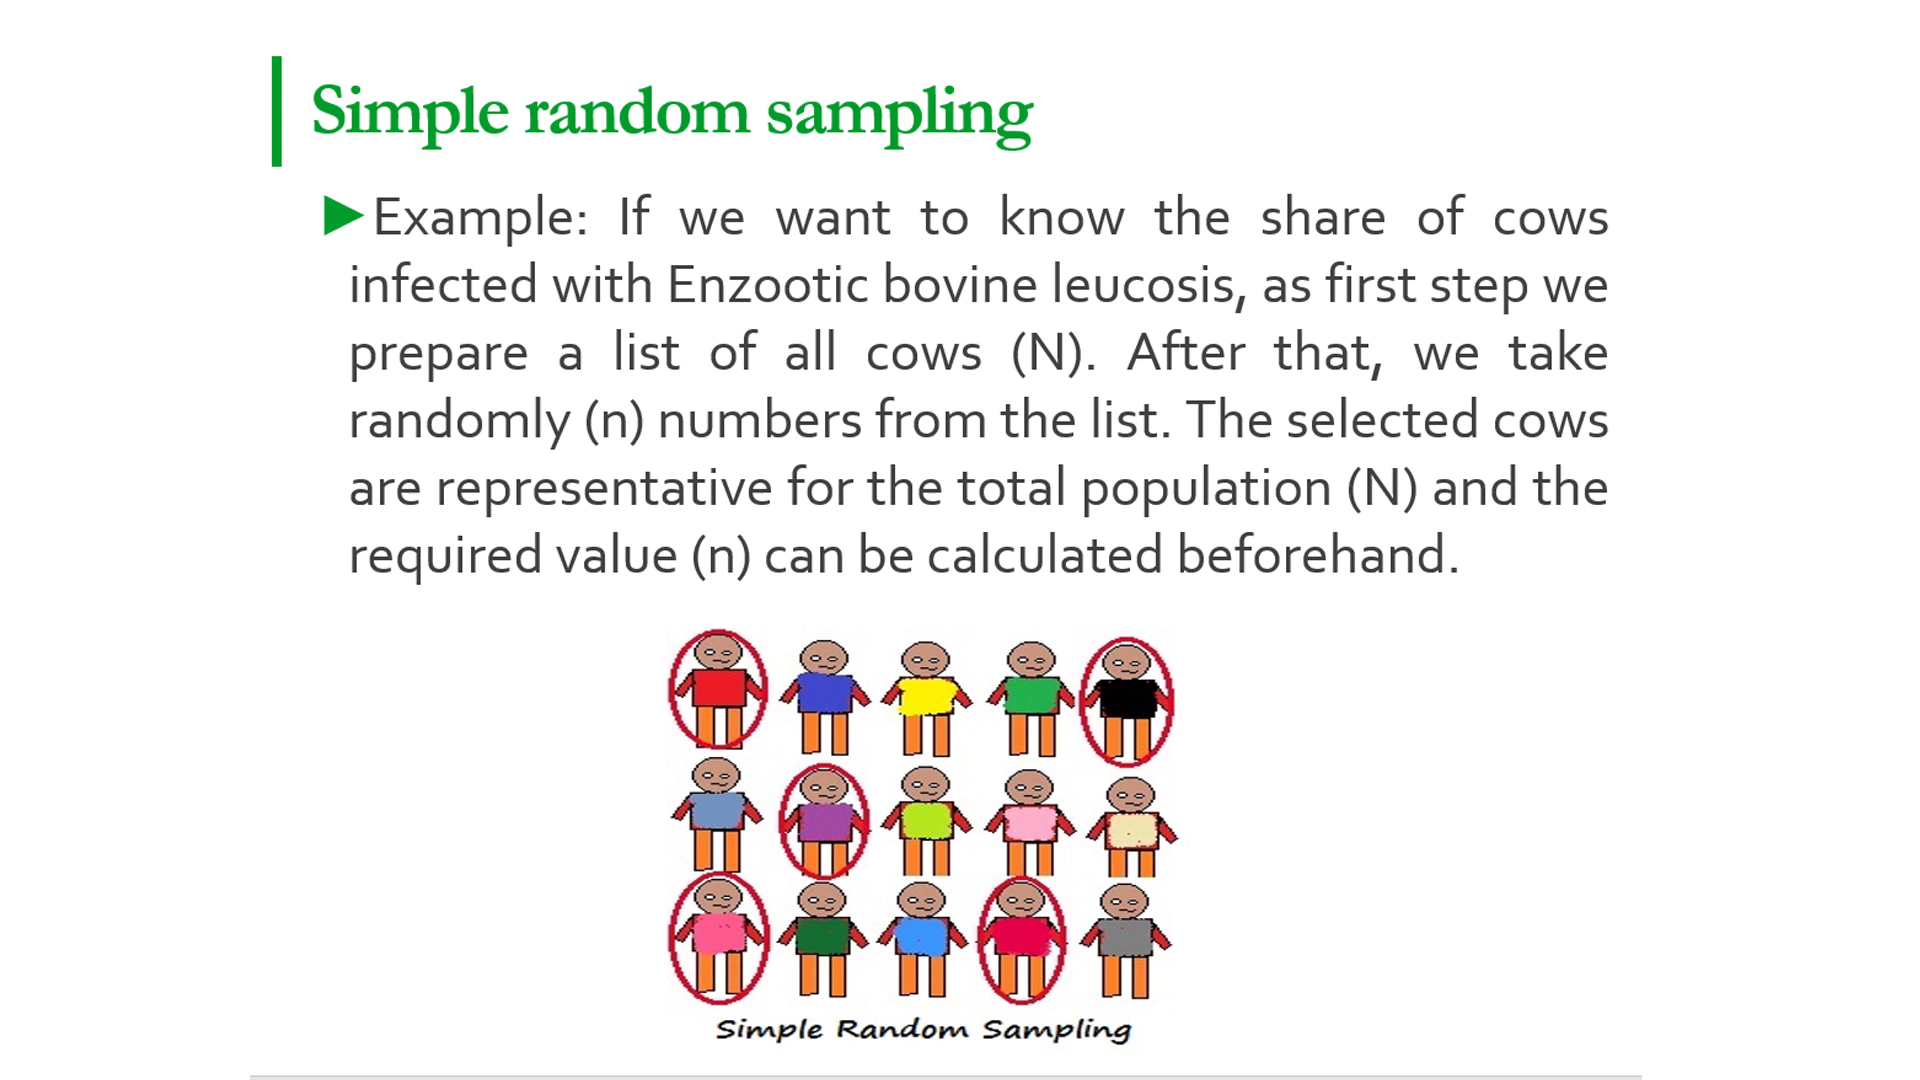 Simple random sampling
►Example: If we want to know the share of cows
infected with Enzootic bovine leucosis, as first step we
prepare a list of all cows (N). After that, we take
randomly (n) numbers from the list. The selected cows
are representative for the total population (N) and the
required value (n) can be calculated beforehand.
Simple Random Sampling